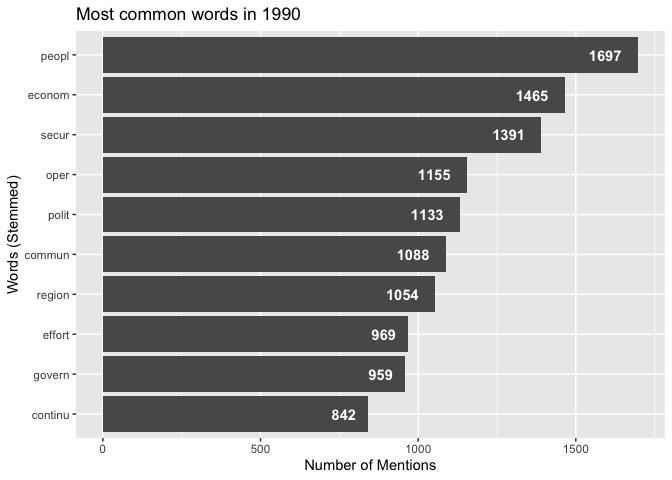 Most common words in 1990
Words (Stemmed)
peopl 1697
econom 1465
secur 1391
oper 1155
polit 1133
commun 1088
region 1054
effort 969
govern 959
continu 842
0 500 1000 1500
Number of Mentions